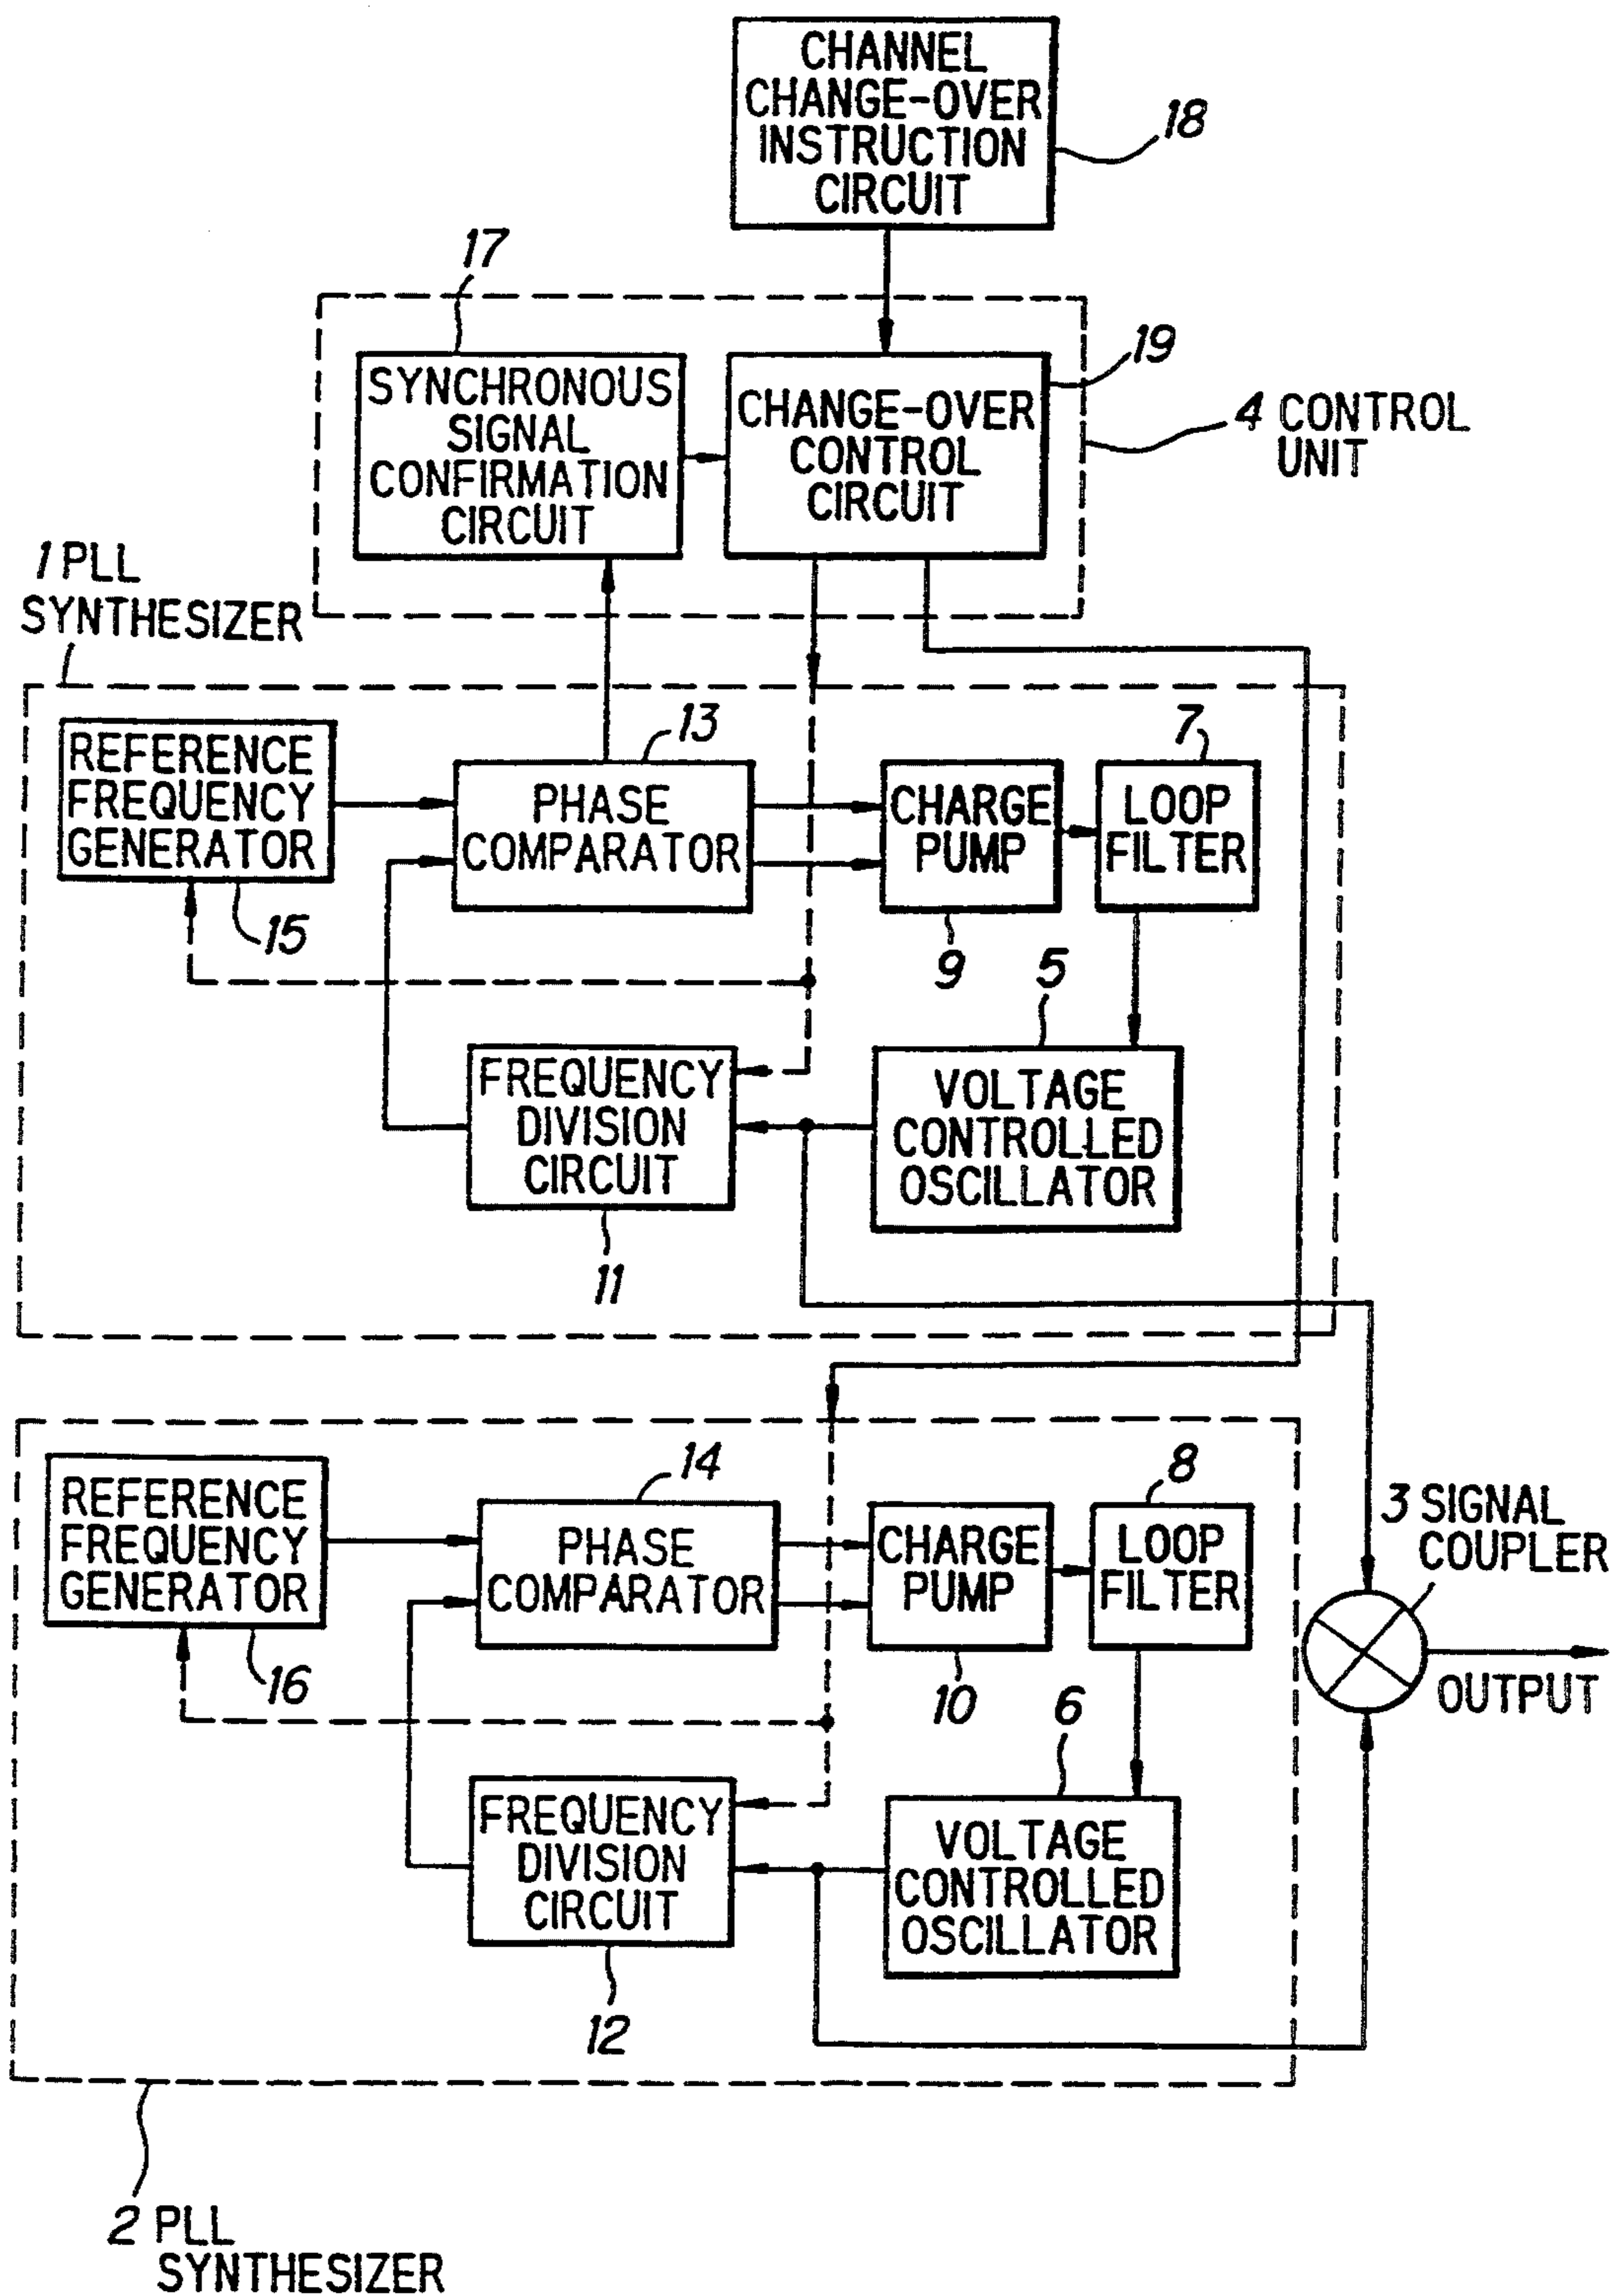 CHANNEL
CHANGE-OVER
INSTRUCTION
CIRCUIT
18
17
SYNCHRONOUS
SIGNAL
CONFIRMATION
CIRCUIT
CHANGE-OVER
CONTROL
CIRCUIT
19
4 CONTROL
UNIT
1 PLL
SYNTHESIZER
REFERENCE
FREQUENCY
GENERATOR
15
13
PHASE
COMPARATOR
CHARGE
PUMP
9
7
LOOP
FILTER
5
FREQUENCY
DIVISION
CIRCUIT
11
VOLTAGE
CONTROLLED
OSCILLATOR
REFERENCE
FREQUENCY
GENERATOR
16
14
PHASE
COMPARATOR
CHARGE
PUMP
10
8
LOOP
FILTER
3 SIGNAL
COUPLER
OUTPUT
6
FREQUENCY
DIVISION
CIRCUIT
12
VOLTAGE
CONTROLLED
OSCILLATOR
2 PLL
SYNTHESIZER